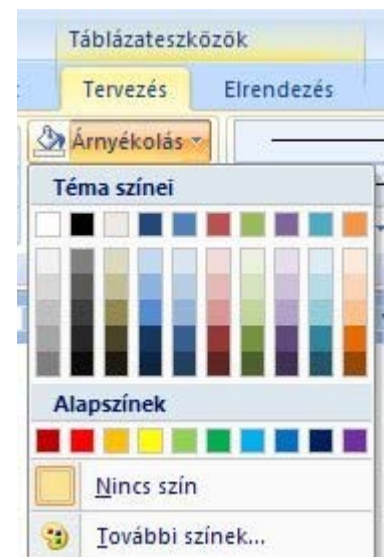 Táblázateszközök
Tervezés Elrendezés
Árnyékolás
Téma színei
Alapszínek
Nincs szín
További színek...